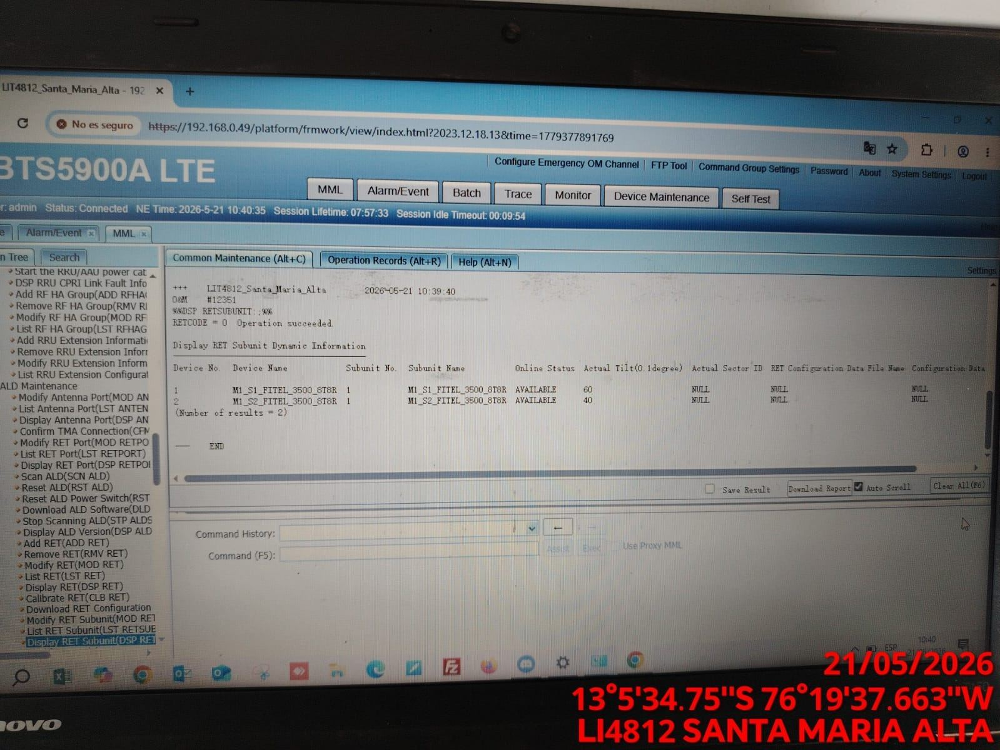 LIT4812_Santa_Maria_Alta - 192
No es seguro
https://192.168.0.49/platform/frmwork/view/index.html?2023.12.18.13&time=1779377891769
BTS5900A LTE
Configure Emergency OM Channel | FTP Tool | Command Group Settings | Password | About | System Settings | Logout
MML Alarm/Event Batch Trace Monitor Device Maintenance Self Test
r: admin Status: Connected NE Time: 2026-5-21 10:40:35 Session Lifetime: 07:57:33 Session Idle Timeout: 00:09:54
e Alarm/Event MML
n Tree Search
Common Maintenance (Alt+C) Operation Records (Alt+R) Help (Alt+N)
Settings
Start the RRU/AAU power cat
DSP RRU CPRI Link Fault Info
Add RF HA Group(ADD RFHA
Remove RF HA Group(RMV RI
Modify RF HA Group(MOD RF
List RF HA Group(LST RFHAG
Add RRU Extension Informati
Remove RRU Extension Infor
Modify RRU Extension Inform
List RRU Extension Configurat
ALD Maintenance
Modify Antenna Port(MOD AN
List Antenna Port(LST ANTEN
Display Antenna Port(DSP AN
Confirm TMA Connection(CFM
Modify RET Port(MOD RETPO
List RET Port(LST RETPORT)
Display RET Port(DSP RETPOI
Scan ALD(SCN ALD)
Reset ALD(RST ALD)
Reset ALD Power Switch(RST
Download ALD Software(DLD
Stop Scanning ALD(STP ALDS
Display ALD Version(DSP ALD
Add RET(ADD RET)
Remove RET(RMV RET)
Modify RET(MOD RET)
List RET(LST RET)
Display RET(DSP RET)
Calibrate RET(CLB RET)
Download RET Configuration
Modify RET Subunit(MOD RET
List RET Subunit(LST RETSUE
Display RET Subunit(DSP RET
+++ LIT4812_Santa_Maria_Alta 2026-05-21 10:39:40
O&M #12351
%%DSP RETSUBUNIT:;%%
RETCODE = 0 Operation succeeded.
Display RET Subunit Dynamic Information
Device No. Device Name Subunit No. Subunit Name Online Status Actual Tilt(0.1degree) Actual Sector ID RET Configuration Data File Name Configuration Data
1 M1_S1_FITEL_3500_8T8R 1 M1_S1_FITEL_3500_8T8R AVAILABLE 60 NULL NULL NULL
2 M1_S2_FITEL_3500_8T8R 1 M1_S2_FITEL_3500_8T8R AVAILABLE 40 NULL NULL NULL
(Number of results = 2)
--- END
Save Result Download Report Auto Scroll Clear All(F6)
Command History:
Command (F5): Assist Exec Use Proxy MML
ESP 10:40
21/05/2026
13°5'34.75"S 76°19'37.663"W
LI4812 SANTA MARIA ALTA